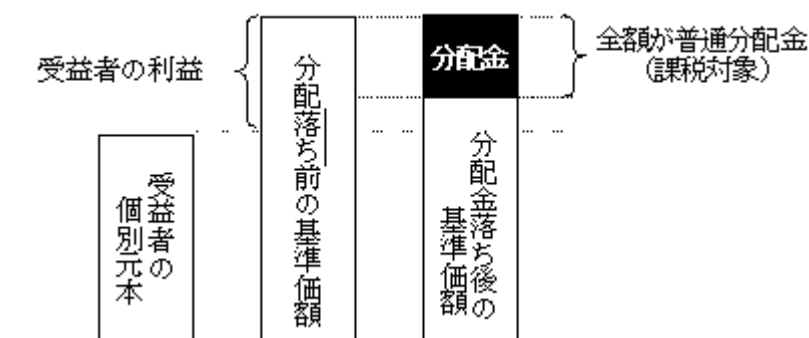 受益者の利益
受益者の
個別元本
分配落ち前の基準価額
分配金
分配金落ち後の
基準価額
全額が普通分配金
(課税対象)